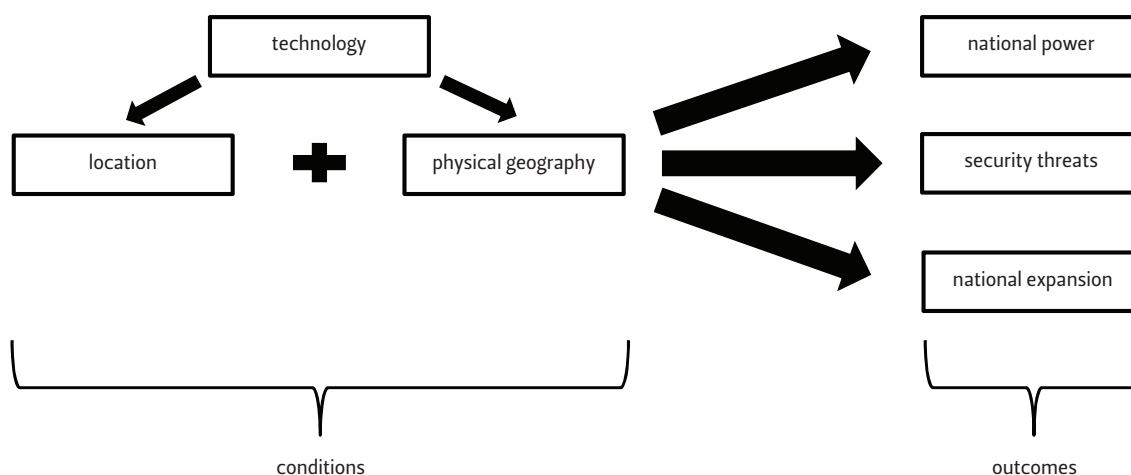 technology
national power
location
physical geography
security threats
national expansion
conditions
outcomes